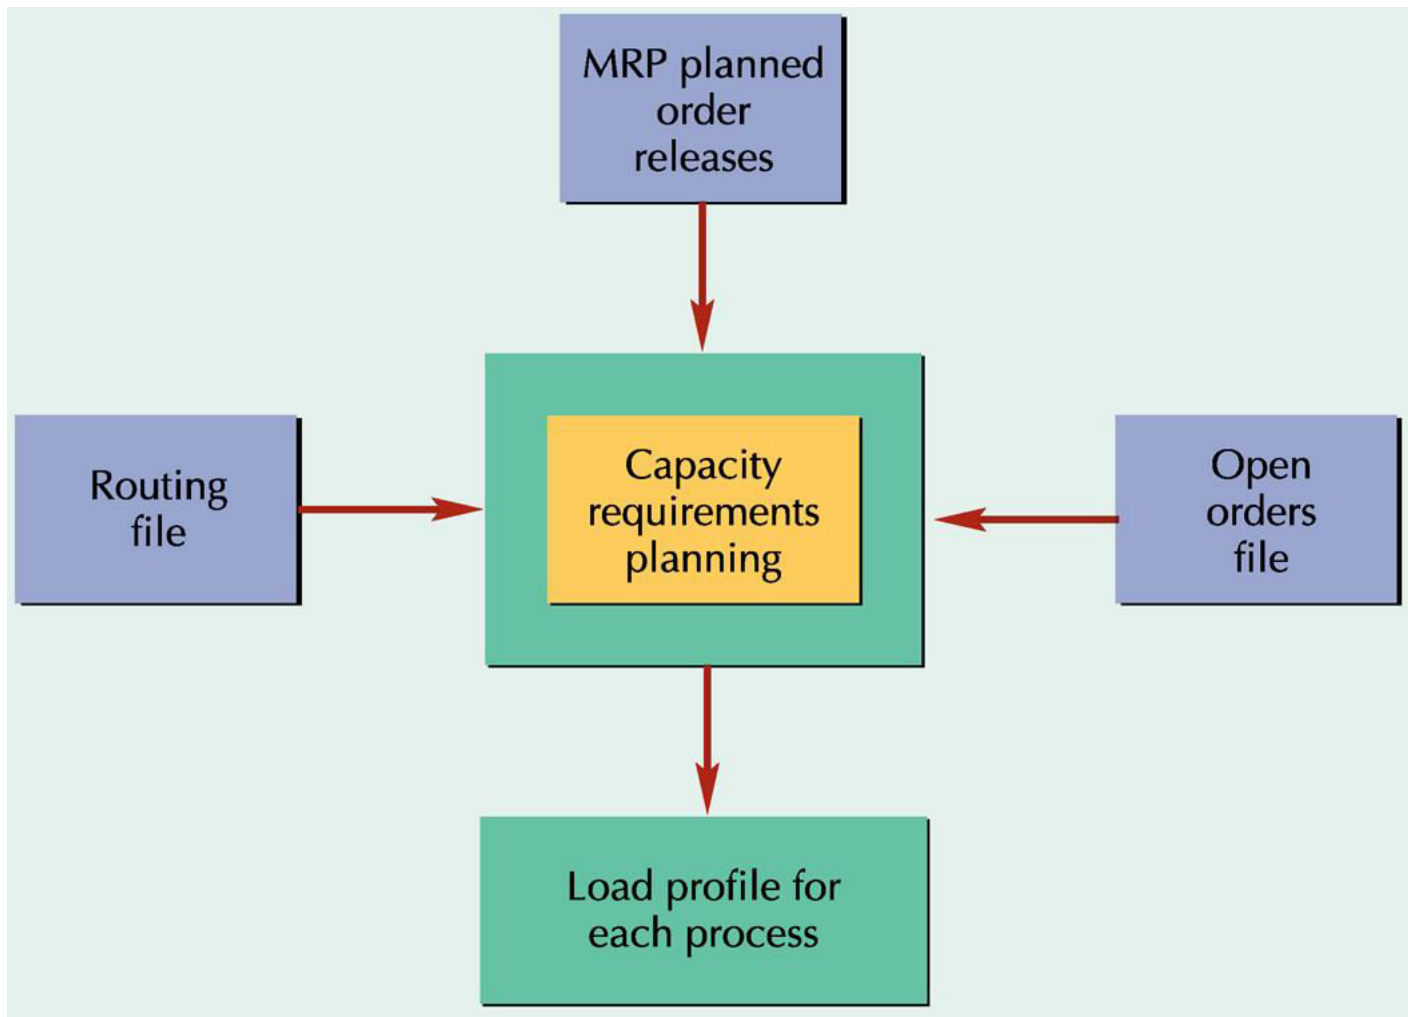 MRP planned
order
releases
Routing
file
Capacity
requirements
planning
Open
orders
file
Load profile for
each process